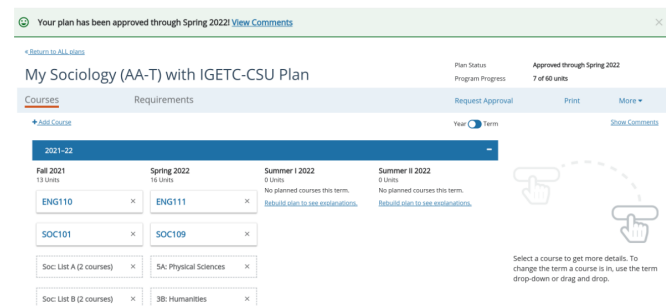 Your plan has been approved through Spring 2022! View Comments
« Return to ALL plans
My Sociology (AA-T) with IGETC-CSU Plan
Plan Status Approved through Spring 2022
Program Progress 7 of 60 units
Courses Requirements Request Approval Print More
+ Add Course Year Term Show Comments
2021–22
Fall 2021 Spring 2022 Summer I 2022 Summer II 2022
13 Units 16 Units 0 Units 0 Units
No planned courses this term. No planned courses this term.
ENG110 × ENG111 × Rebuild plan to see explanations. Rebuild plan to see explanations.
SOC101 × SOC109 ×
Soc: List A (2 courses) × 5A: Physical Sciences ×
Select a course to get more details. To
change the term a course is in, use the term
drop-down or drag and drop.
Soc: List B (2 courses) × 3B: Humanities ×